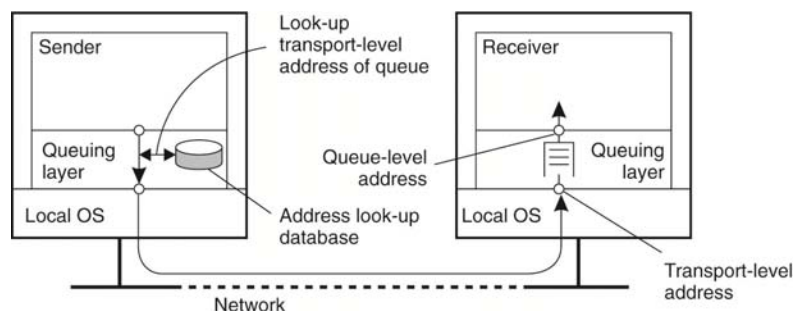 Sender
Look-up
transport-level
address of queue
Receiver
Queuing
layer
Queue-level
address
Queuing
layer
Local OS
Address look-up
database
Local OS
Transport-level
address
Network